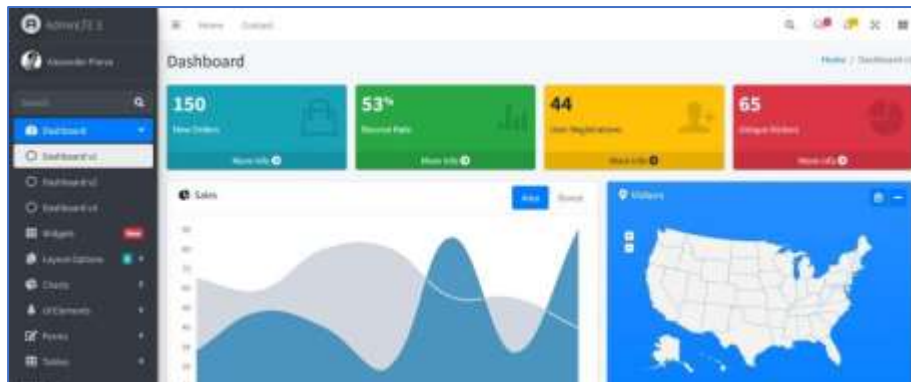 AdminLTE 3
Home Contact
Alexander Pierce
Dashboard
Home / Dashboard v1
Search
150
New Orders
More info
53%
Bounce Rate
More info
44
User Registrations
More info
65
Unique Visitors
More info
Dashboard
Dashboard v1
Dashboard v2
Dashboard v3
Widgets
New
Layout Options
Charts
UI Elements
Forms
Tables
Sales
Area
Donut
Visitors